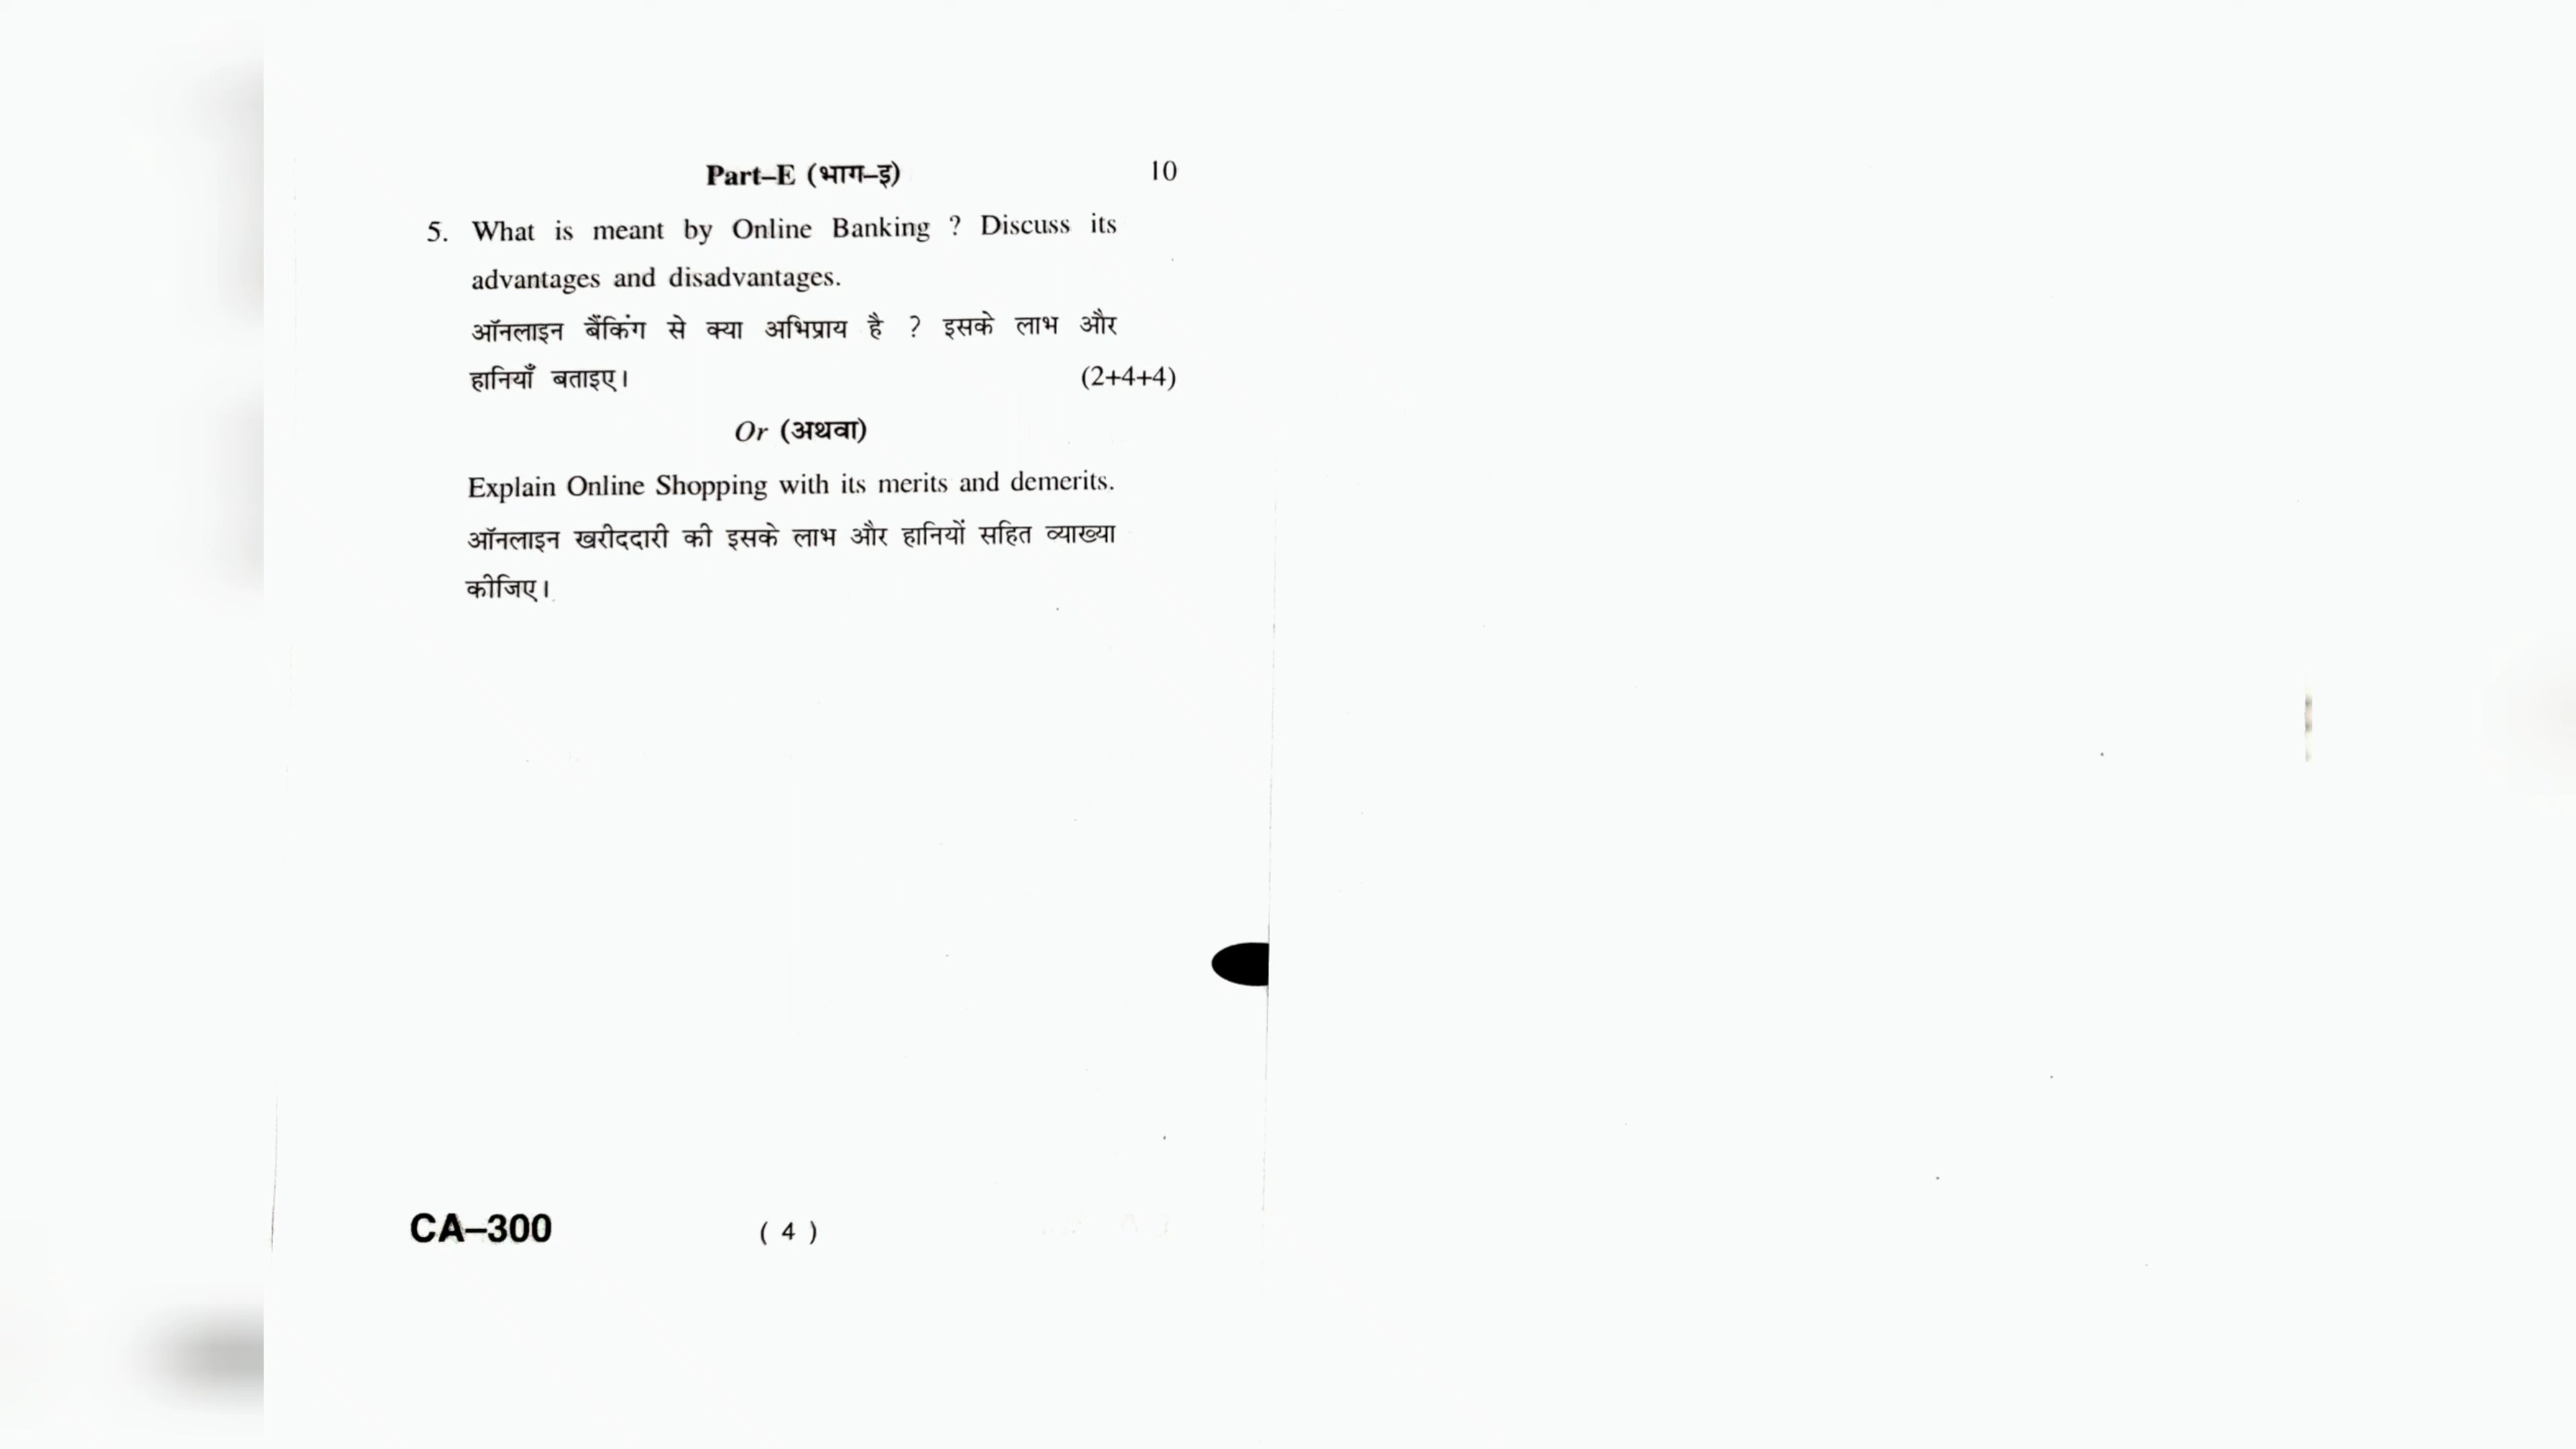 Part–E (भाग–इ) 10
5. What is meant by Online Banking ? Discuss its
advantages and disadvantages.
ऑनलाइन बैंकिंग से क्या अभिप्राय है ? इसके लाभ और
हानियाँ बताइए। (2+4+4)
Or (अथवा)
Explain Online Shopping with its merits and demerits.
ऑनलाइन खरीददारी की इसके लाभ और हानियों सहित व्याख्या
कीजिए।
CA–300 ( 4 )